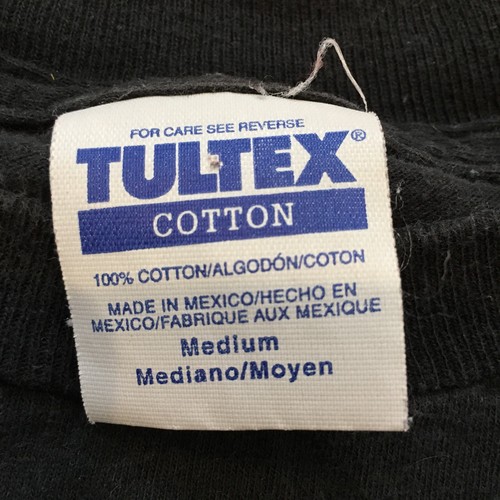 FOR CARE SEE REVERSE
TULTEX®
COTTON
100% COTTON/ALGODÓN/COTON
MADE IN MEXICO/HECHO EN
MEXICO/FABRIQUE AUX MEXIQUE
Medium
Mediano/Moyen